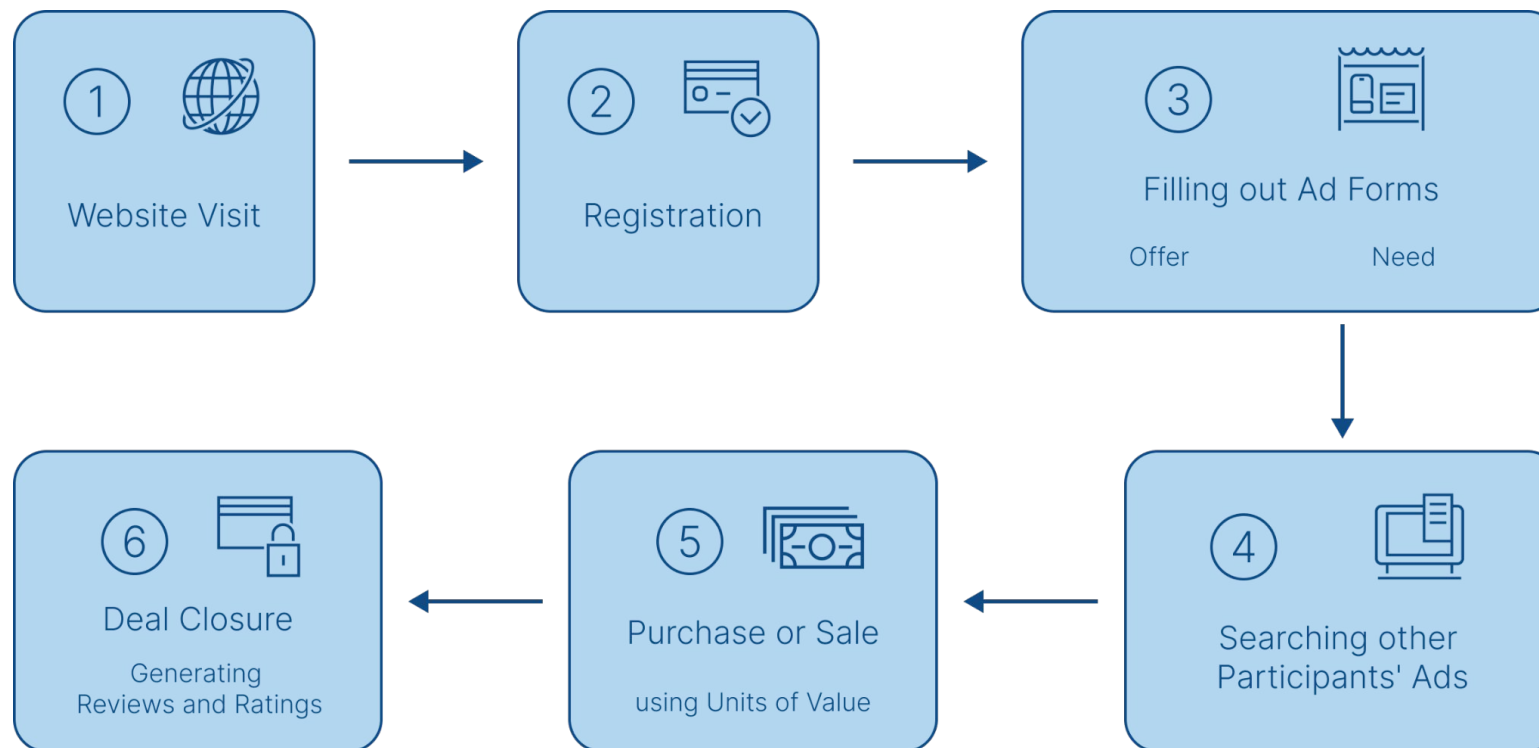 1
Website Visit
2
Registration
3
Filling out Ad Forms
Offer
Need
4
Searching other
Participants' Ads
5
Purchase or Sale
using Units of Value
6
Deal Closure
Generating
Reviews and Ratings